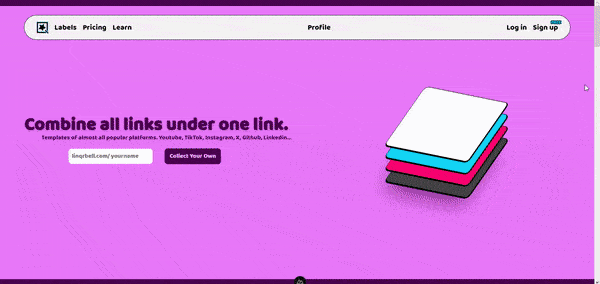 Labels Pricing Learn Profile Log in Sign up
Combine all links under one link.
Templates of almost all popular platforms. Youtube, TikTok, Instagram, X, Github, Linkedin...
linqrbell.com/ yourname Collect Your Own